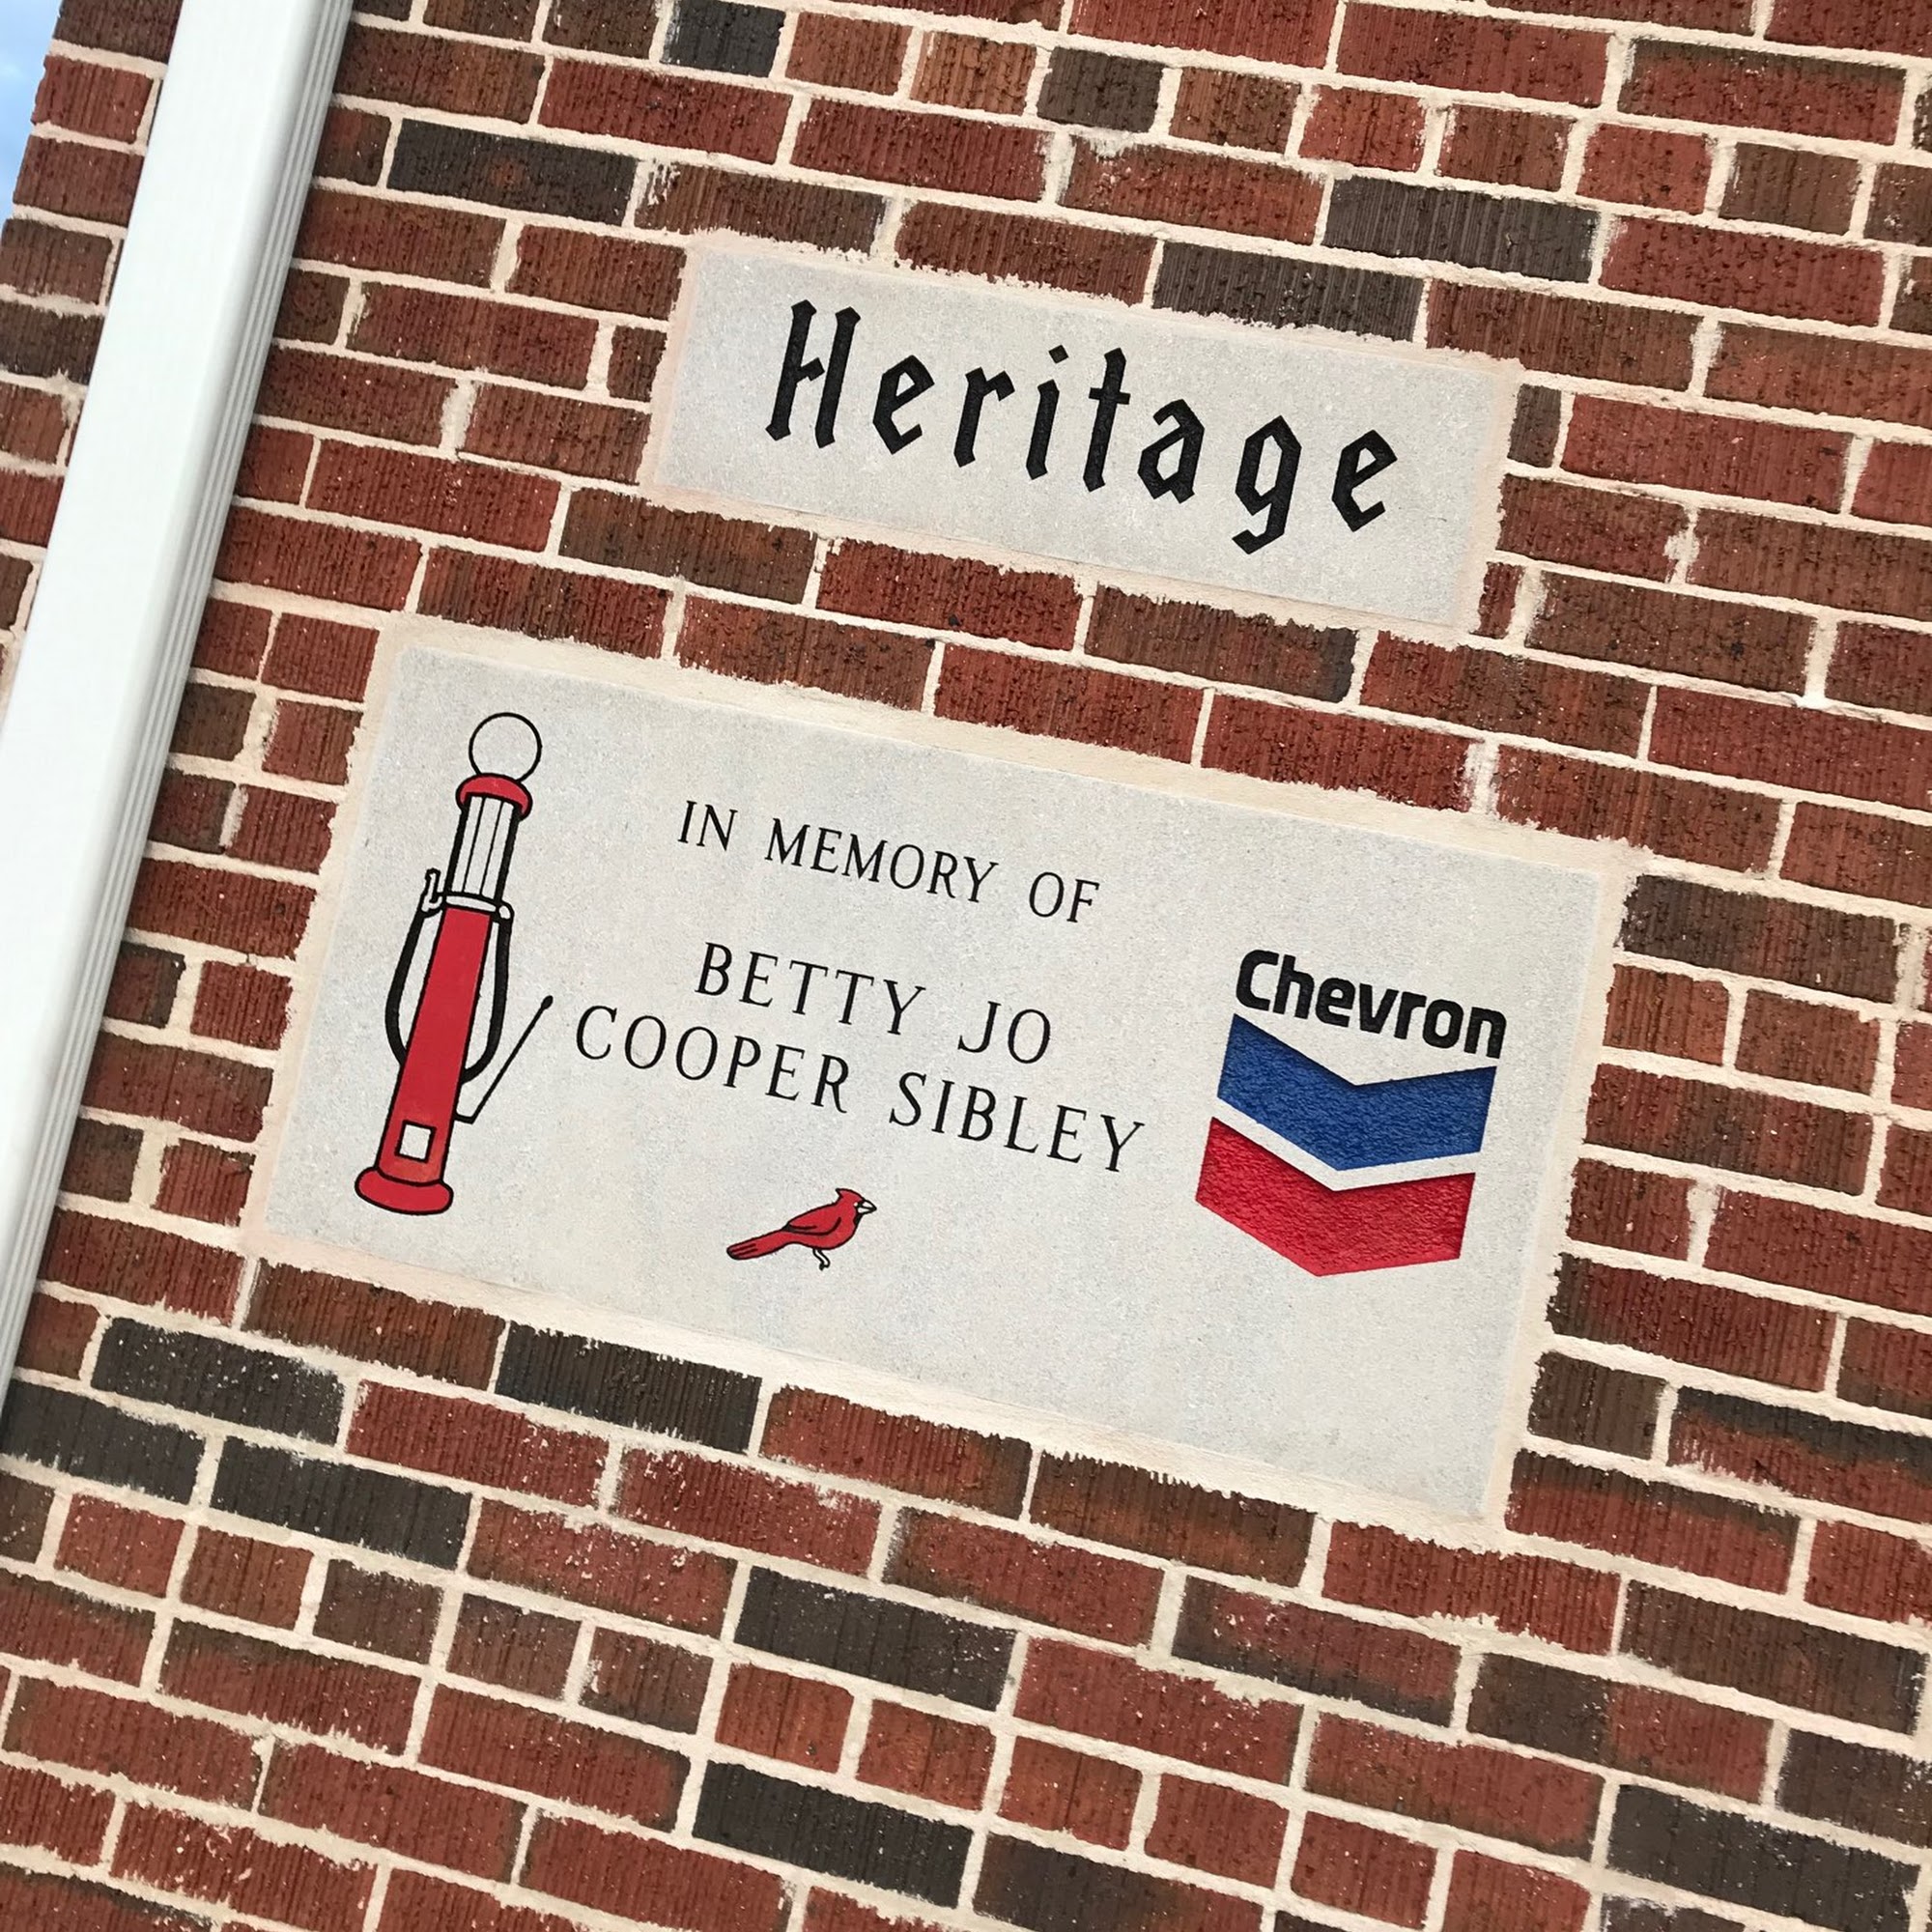 Heritage
IN MEMORY OF
BETTY JO
COOPER SIBLEY
Chevron